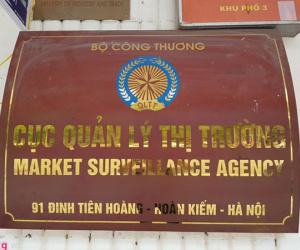 KHU PHỐ 3
BỘ CÔNG THƯƠNG
QLTT
CỤC QUẢN LÝ THỊ TRƯỜNG
MARKET SURVEILLANCE AGENCY
91 ĐINH TIÊN HOÀNG - HOÀN KIẾM - HÀ NỘI